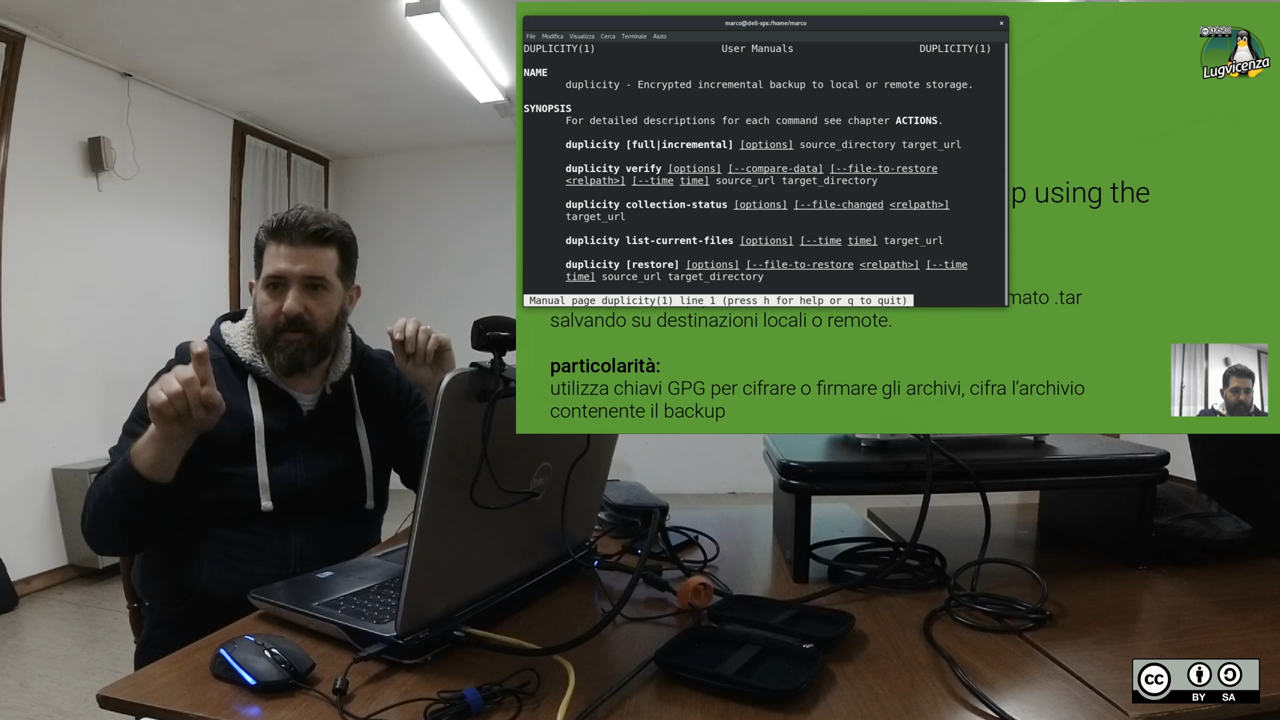 marco@dell-xps:/home/marco
×
File Modifica Visualizza Cerca Terminale Aiuto
DUPLICITY(1) User Manuals DUPLICITY(1)
NAME
duplicity - Encrypted incremental backup to local or remote storage.
SYNOPSIS
For detailed descriptions for each command see chapter ACTIONS.
duplicity [full|incremental] [options] source_directory target_url
duplicity verify [options] [--compare-data] [--file-to-restore
<relpath>] [--time time] source_url target_directory
duplicity collection-status [options] [--file-changed <relpath>]
target_url
duplicity list-current-files [options] [--time time] target_url
duplicity [restore] [options] [--file-to-restore <relpath>] [--time
time] source_url target_directory
Manual page duplicity(1) line 1 (press h for help or q to quit)
Lugvicenza
p using the
mato .tar
salvando su destinazioni locali o remote.
particolarità:
utilizza chiavi GPG per cifrare o firmare gli archivi, cifra l'archivio
contenente il backup
DELL
cc
BY SA